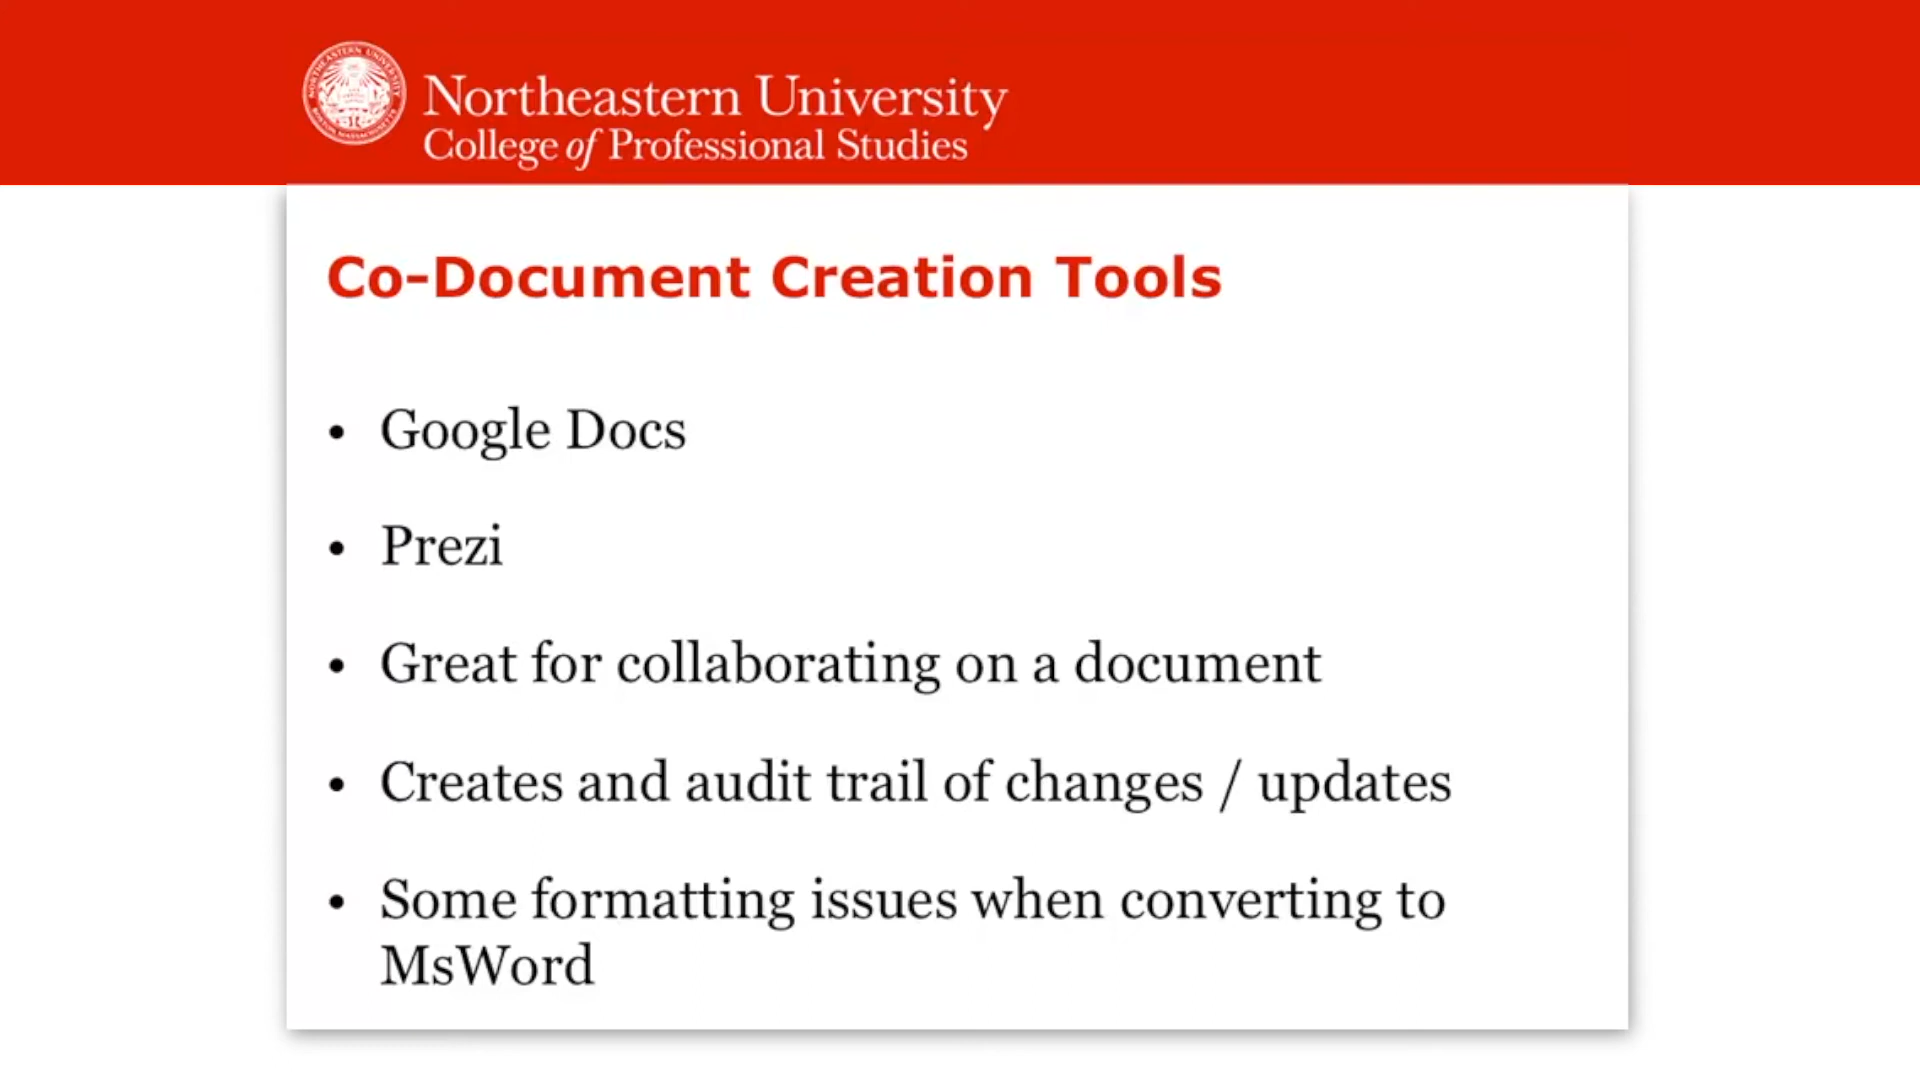 Northeastern University
College of Professional Studies
Co-Document Creation Tools
• Google Docs
• Prezi
• Great for collaborating on a document
• Creates and audit trail of changes / updates
• Some formatting issues when converting to
MsWord